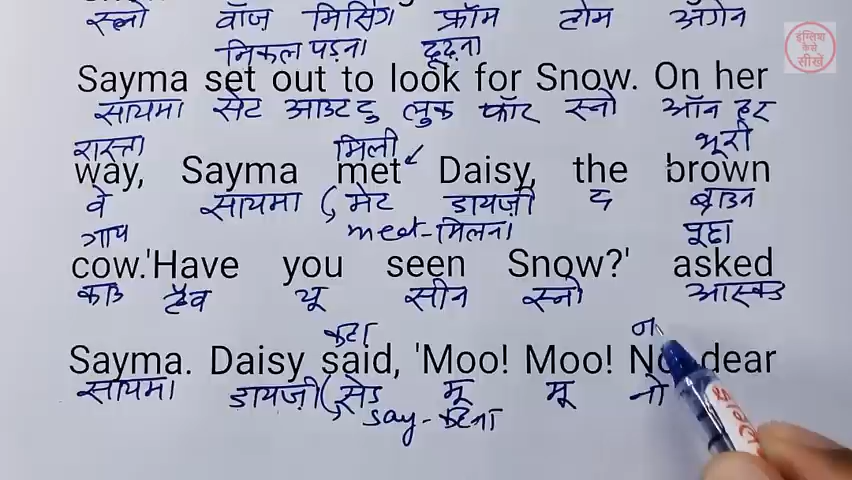 स्नो वॉज़ मिसिंग फ्रॉम होम अँगेन
निकल पड़ना ढूढ़ना
Sayma set out to look for Snow. On her
सायमा सेट आउट टु लुक फॉर स्नो ऑन हर
रास्ता मिली भूरी
way, Sayma met Daisy, the brown
वे सायमा मेट डायज़ी द ब्राउन
गाय meet-मिलना पूछा
cow.'Have you seen Snow?' asked
काउ हैव यू सीन स्नो आस्क्ड
कहा
Sayma. Daisy said, 'Moo! Moo! No dear
सायमा डायज़ी सेड मू मू नो
say-कहना
इंग्लिश कैसे सीखें